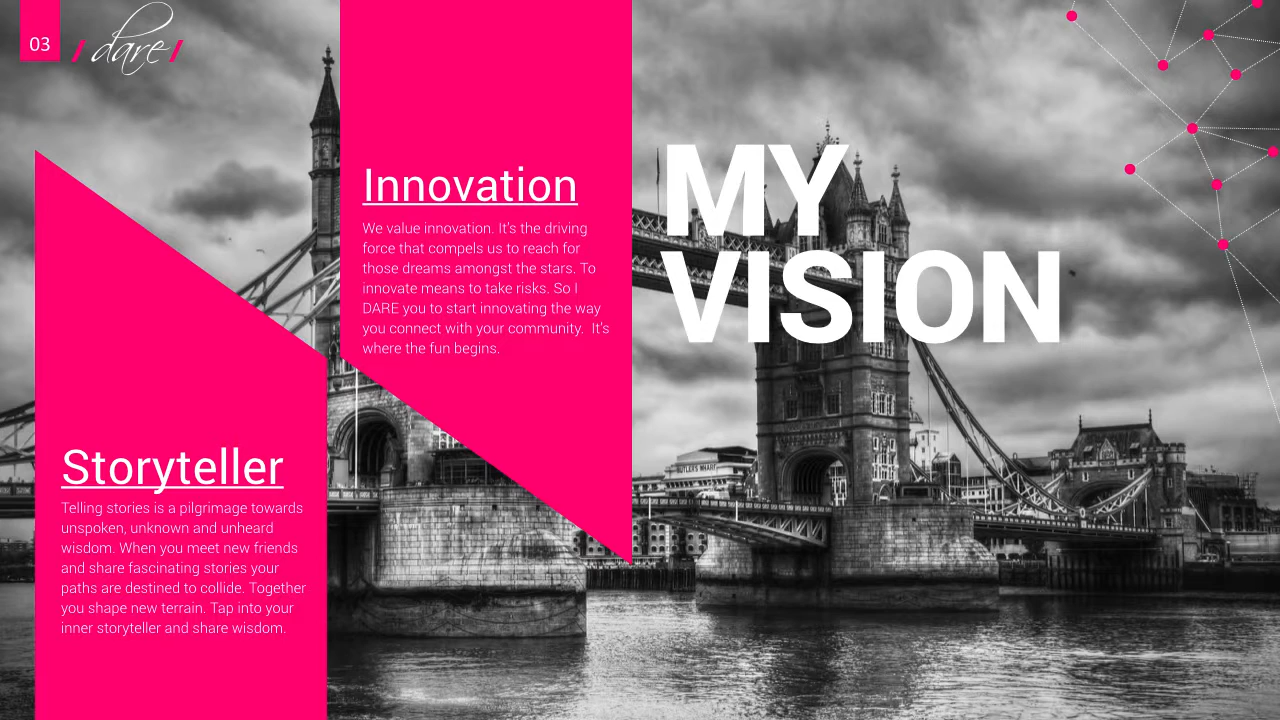 03
/ dare /
MY
VISION
Innovation
We value innovation. It's the driving
force that compels us to reach for
those dreams amongst the stars. To
innovate means to take risks. So I
DARE you to start innovating the way
you connect with your community.  It's
where the fun begins.
Storyteller
Telling stories is a pilgrimage towards
unspoken, unknown and unheard
wisdom. When you meet new friends
and share fascinating stories your
paths are destined to collide. Together
you shape new terrain. Tap into your
inner storyteller and share wisdom.
BUTLER'S WHARF